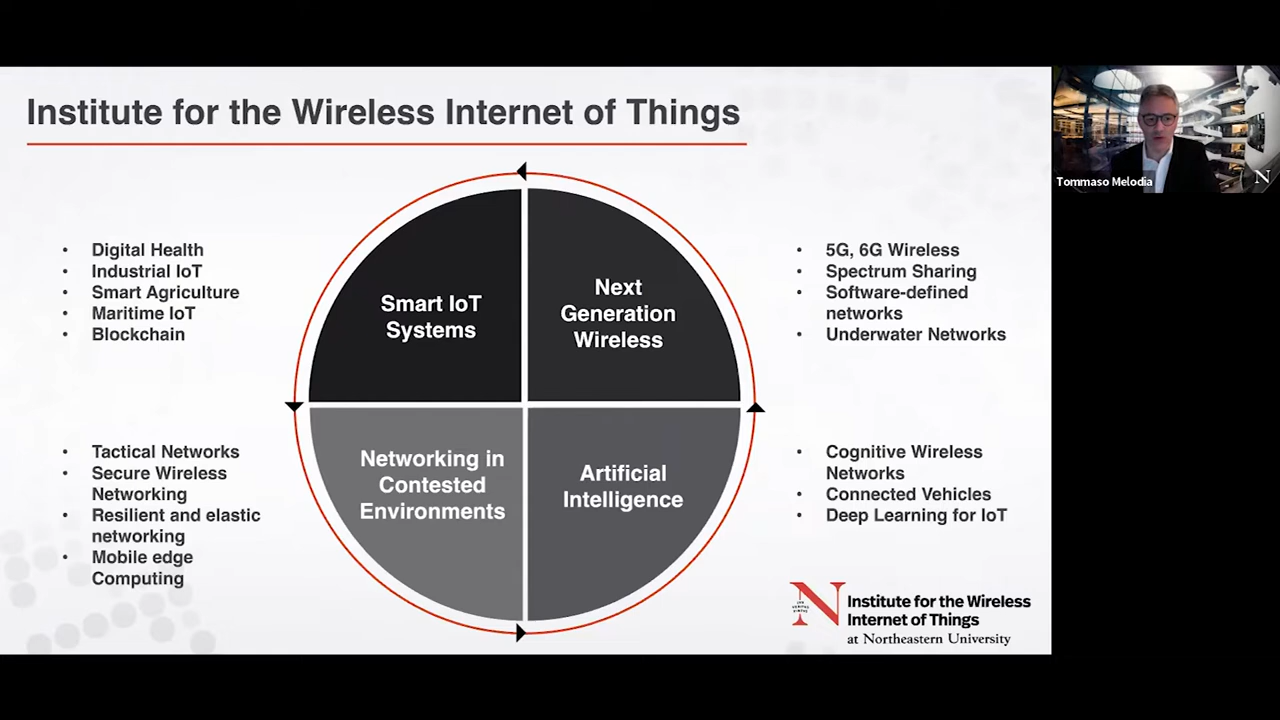 Institute for the Wireless Internet of Things
Tommaso Melodia
N
• Digital Health
• Industrial IoT
• Smart Agriculture
• Maritime IoT
• Blockchain
Smart IoT
Systems
Next
Generation
Wireless
• 5G, 6G Wireless
• Spectrum Sharing
• Software-defined
networks
• Underwater Networks
• Tactical Networks
• Secure Wireless
Networking
• Resilient and elastic
networking
• Mobile edge
Computing
Networking in
Contested
Environments
Artificial
Intelligence
• Cognitive Wireless
Networks
• Connected Vehicles
• Deep Learning for IoT
N
Institute for the Wireless
Internet of Things
at Northeastern University